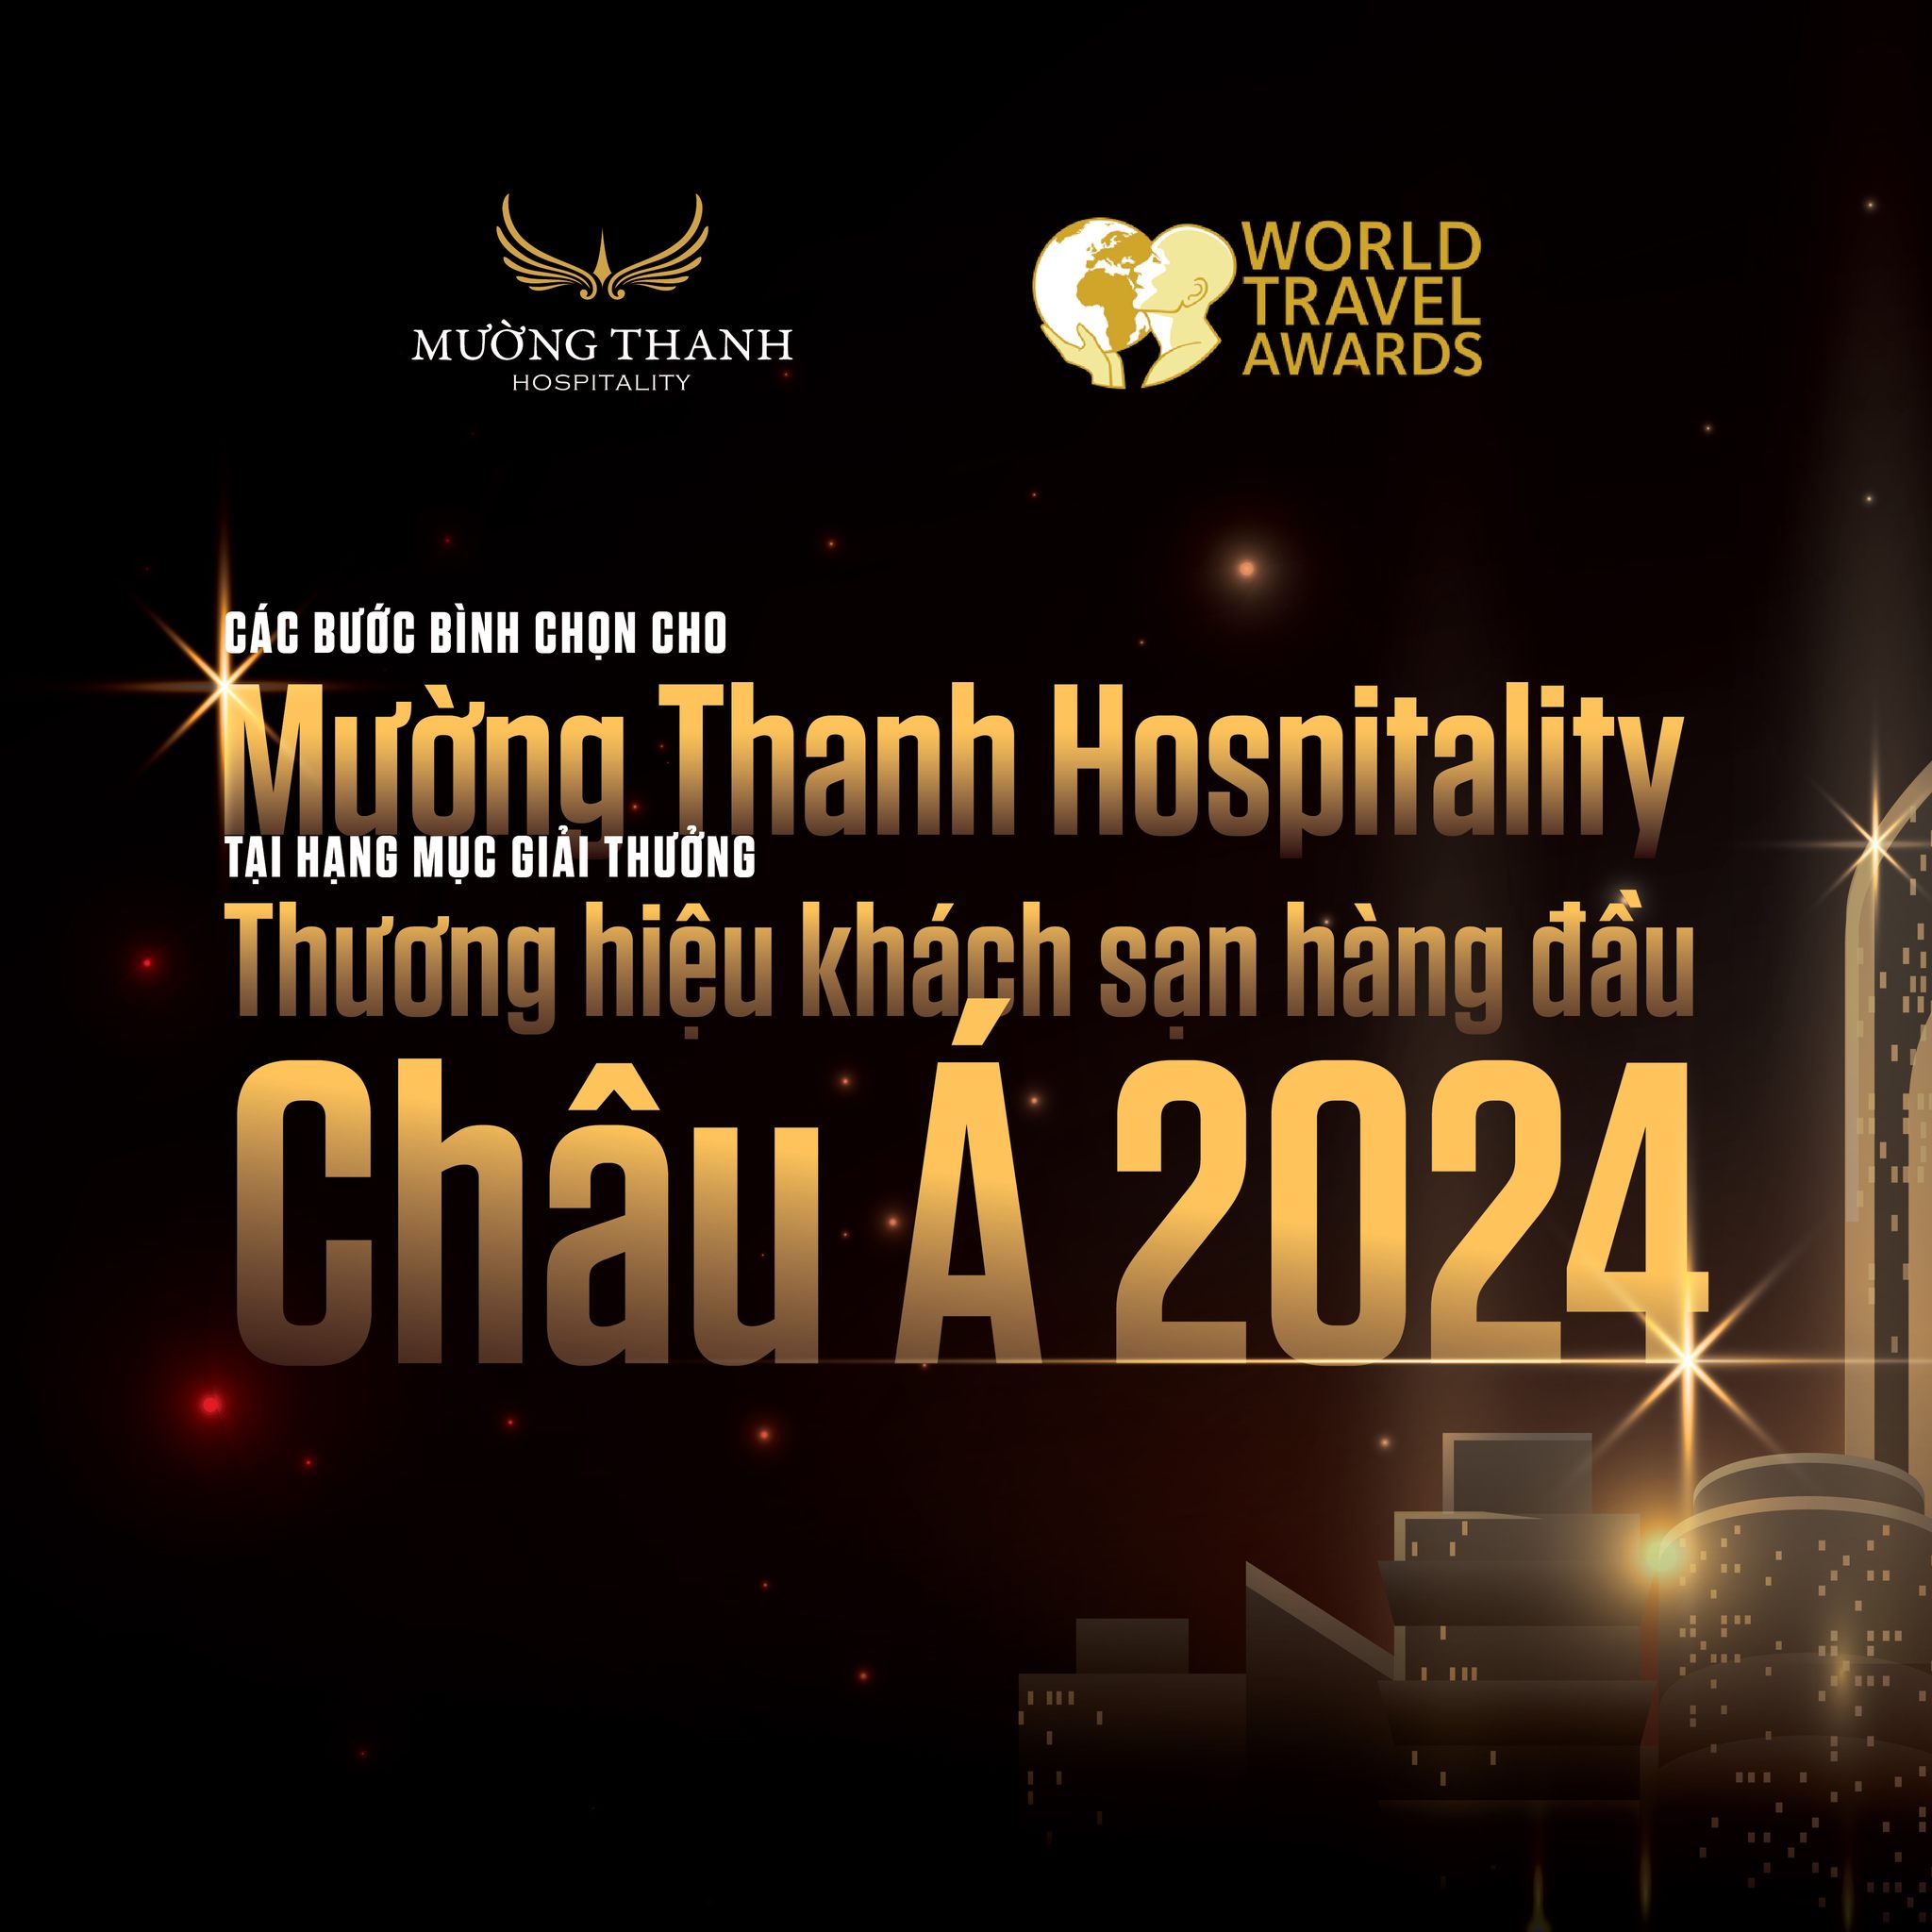 MƯỜNG THANH
HOSPITALITY
WORLD
TRAVEL
AWARDS
CÁC BƯỚC BÌNH CHỌN CHO
Mường Thanh Hospitality
TẠI HẠNG MỤC GIẢI THƯỞNG
Thương hiệu khách sạn hàng đầu
Châu Á 2024